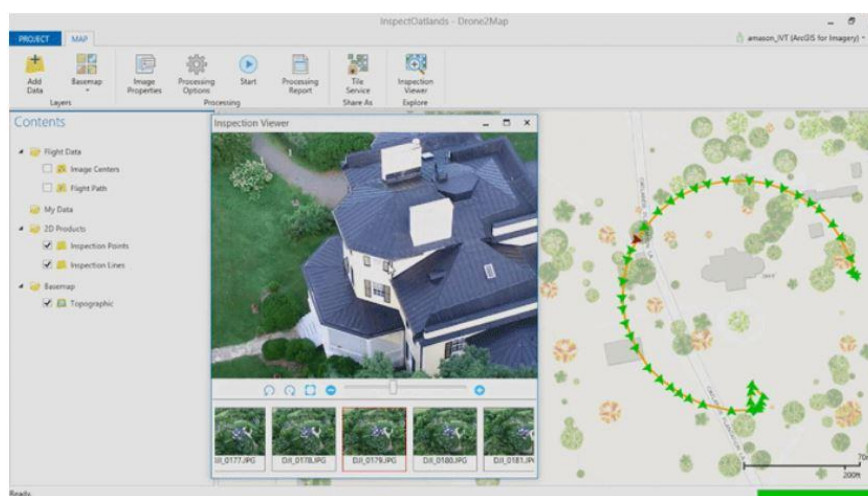 InspectOatlands - Drone2Map
PROJECT MAP
amason_IVT (ArcGIS for Imagery)
Add Data
Basemap
Image Properties
Processing Options
Start
Processing Report
Tile Service
Inspection Viewer
Layers
Processing
Share As
Explore
Contents
Flight Data
Image Centers
Flight Path
My Data
2D Products
Inspection Points
Inspection Lines
Basemap
Topographic
Inspection Viewer
DJI_0177.JPG
DJI_0178.JPG
DJI_0179.JPG
DJI_0180.JPG
DJI_0181.JPG
200ft
Ready